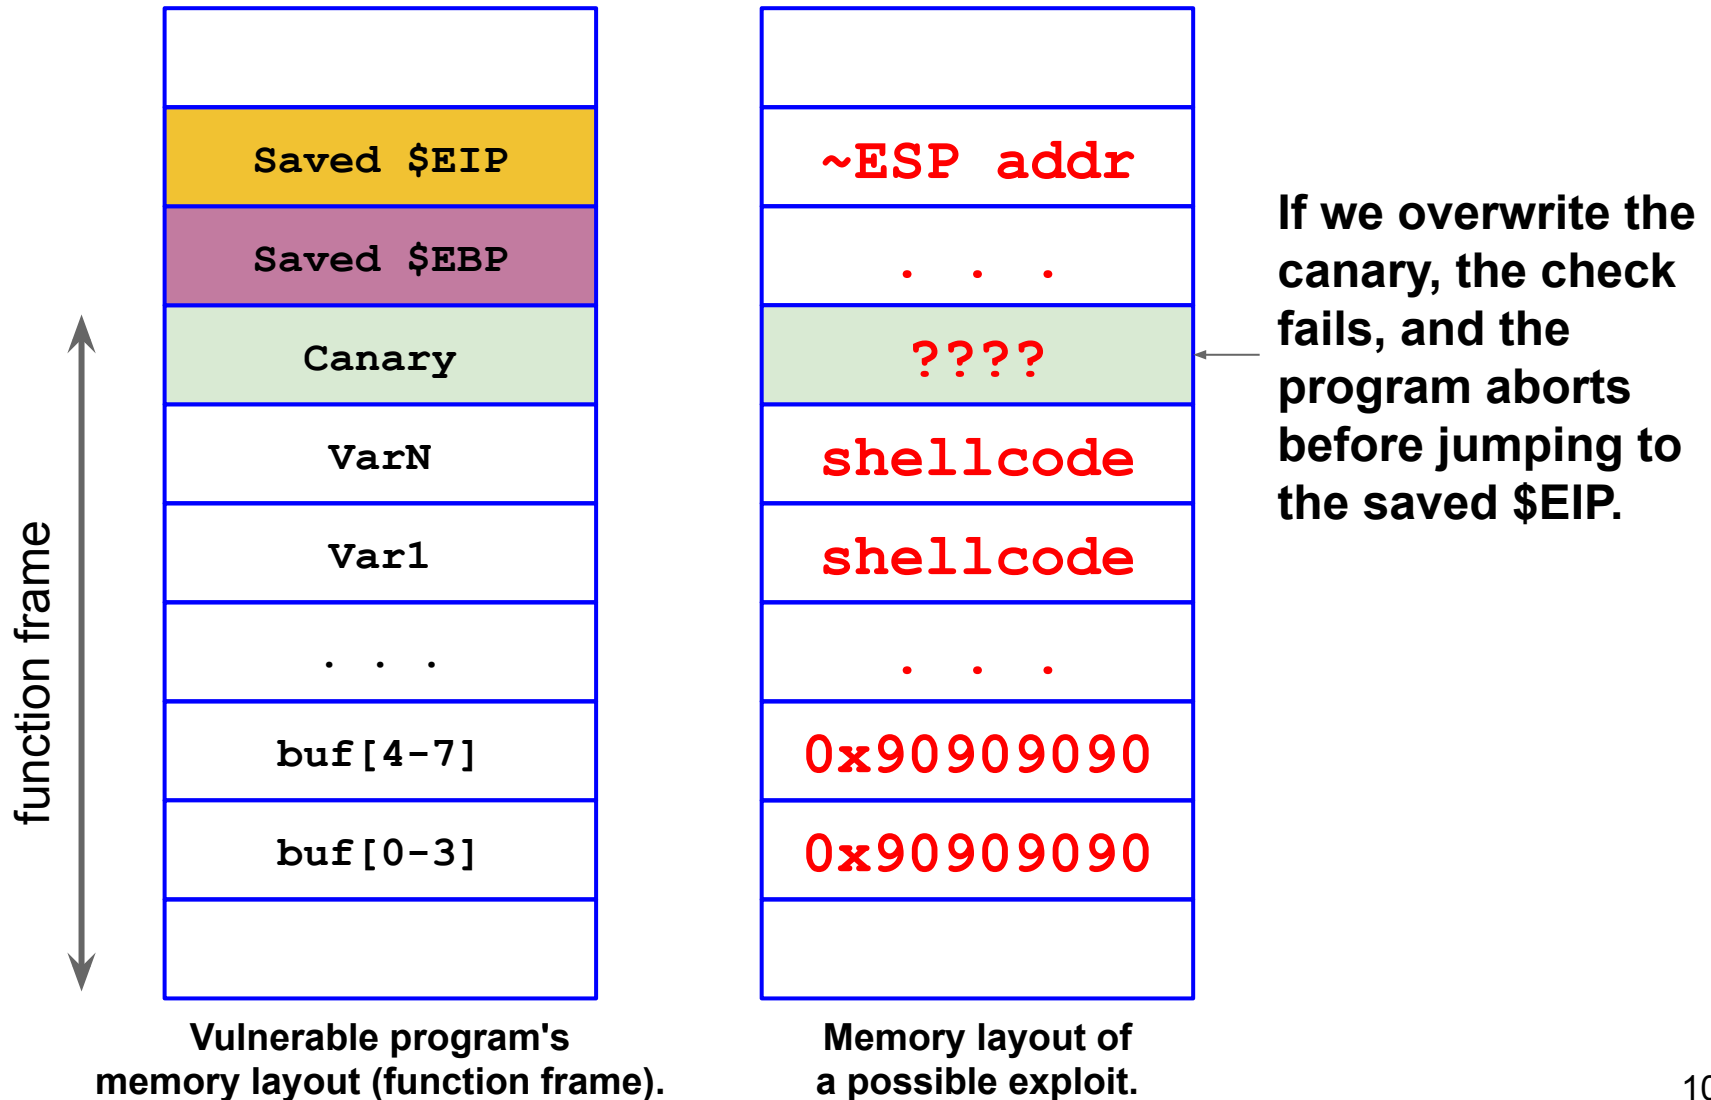 Saved $EIP
Saved $EBP
Canary
VarN
Var1
. . .
buf[4-7]
buf[0-3]
function frame
Vulnerable program's
memory layout (function frame).
~ESP addr
. . .
????
shellcode
shellcode
. . .
0x90909090
0x90909090
Memory layout of
a possible exploit.
If we overwrite the
canary, the check
fails, and the
program aborts
before jumping to
the saved $EIP.
10